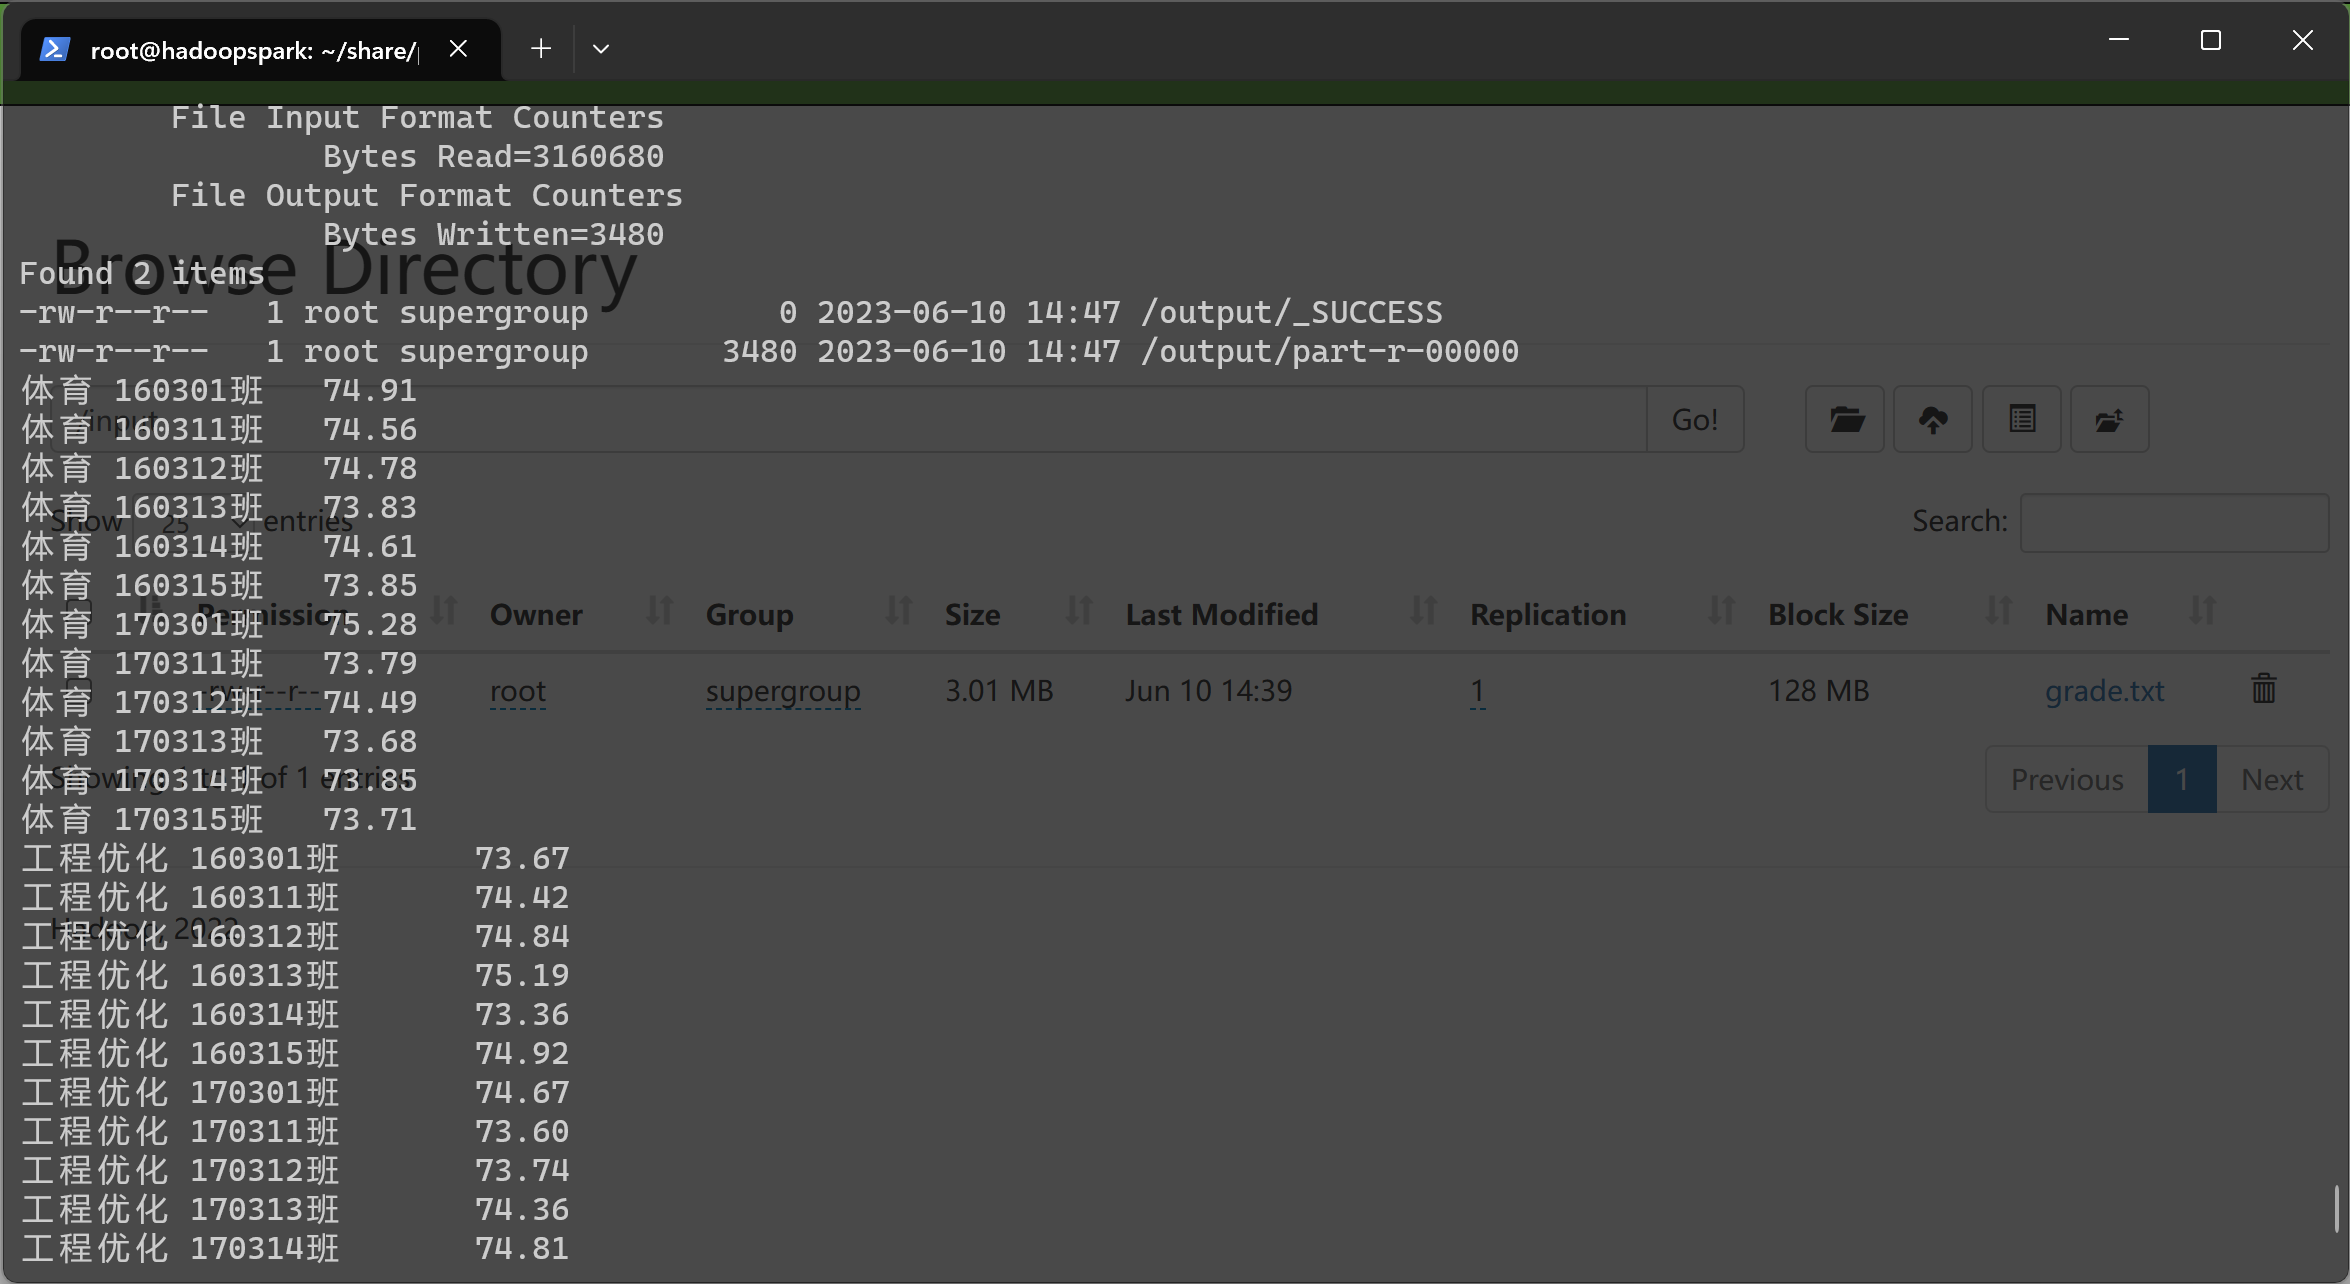 root@hadoopspark: ~/share/
File Input Format Counters
Bytes Read=3160680
File Output Format Counters
Bytes Written=3480
Browse Directory
Found 2 items
-rw-r--r--   1 root supergroup          0 2023-06-10 14:47 /output/_SUCCESS
-rw-r--r--   1 root supergroup       3480 2023-06-10 14:47 /output/part-r-00000
体育 160301班 74.91
/input Go!
体育 160311班 74.56
体育 160312班 74.78
体育 160313班 73.83
Show 25 entries Search:
体育 160314班 74.61
体育 160315班 73.85
Permission Owner Group Size Last Modified Replication Block Size Name
体育 170301班 75.28
体育 170311班 73.79
-rw-r--r-- root supergroup 3.01 MB Jun 10 14:39 1 128 MB grade.txt
体育 170312班 74.49
体育 170313班 73.68
Showing 1 to 1 of 1 entries Previous 1 Next
体育 170314班 73.85
体育 170315班 73.71
工程优化 160301班 73.67
工程优化 160311班 74.42
Hadoop, 2022.
工程优化 160312班 74.84
工程优化 160313班 75.19
工程优化 160314班 73.36
工程优化 160315班 74.92
工程优化 170301班 74.67
工程优化 170311班 73.60
工程优化 170312班 73.74
工程优化 170313班 74.36
工程优化 170314班 74.81